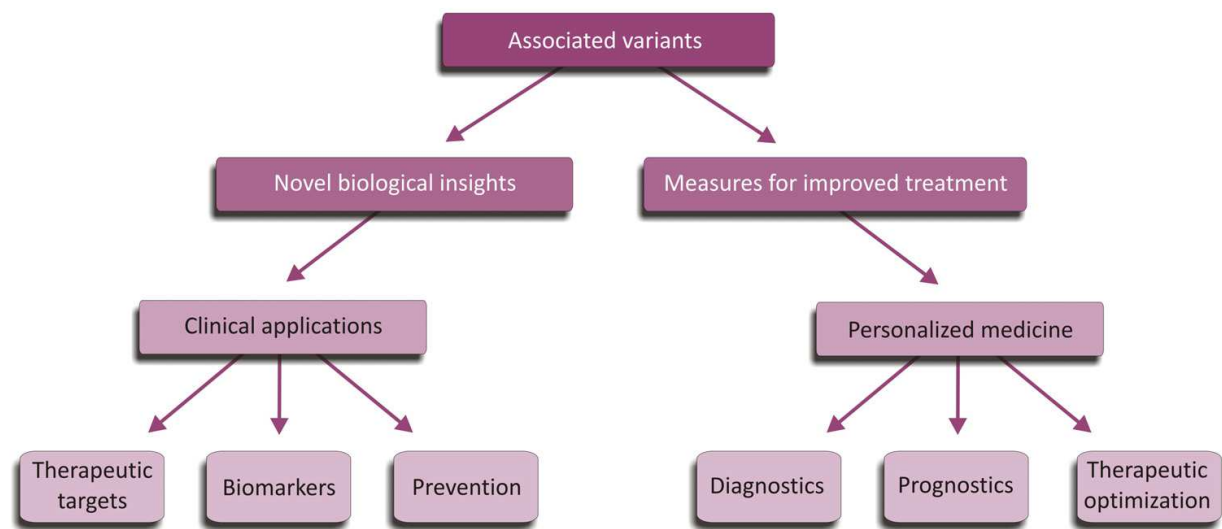 Associated variants
Novel biological insights
Measures for improved treatment
Clinical applications
Personalized medicine
Therapeutic
targets
Biomarkers
Prevention
Diagnostics
Prognostics
Therapeutic
optimization